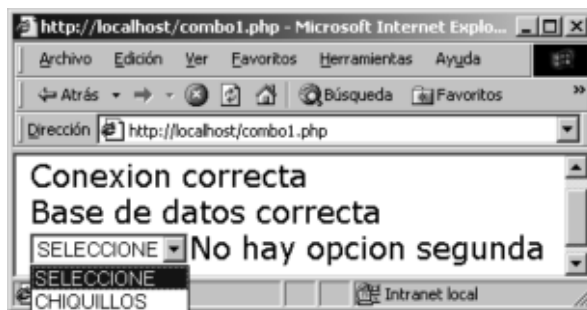 http://localhost/combo1.php - Microsoft Internet Explo...
Archivo Edición Ver Favoritos Herramientas Ayuda
Atrás Búsqueda Favoritos »
Dirección http://localhost/combo1.php
Conexion correcta
Base de datos correcta
SELECCIONE No hay opcion segunda
SELECCIONE
CHIQUILLOS
Intranet local